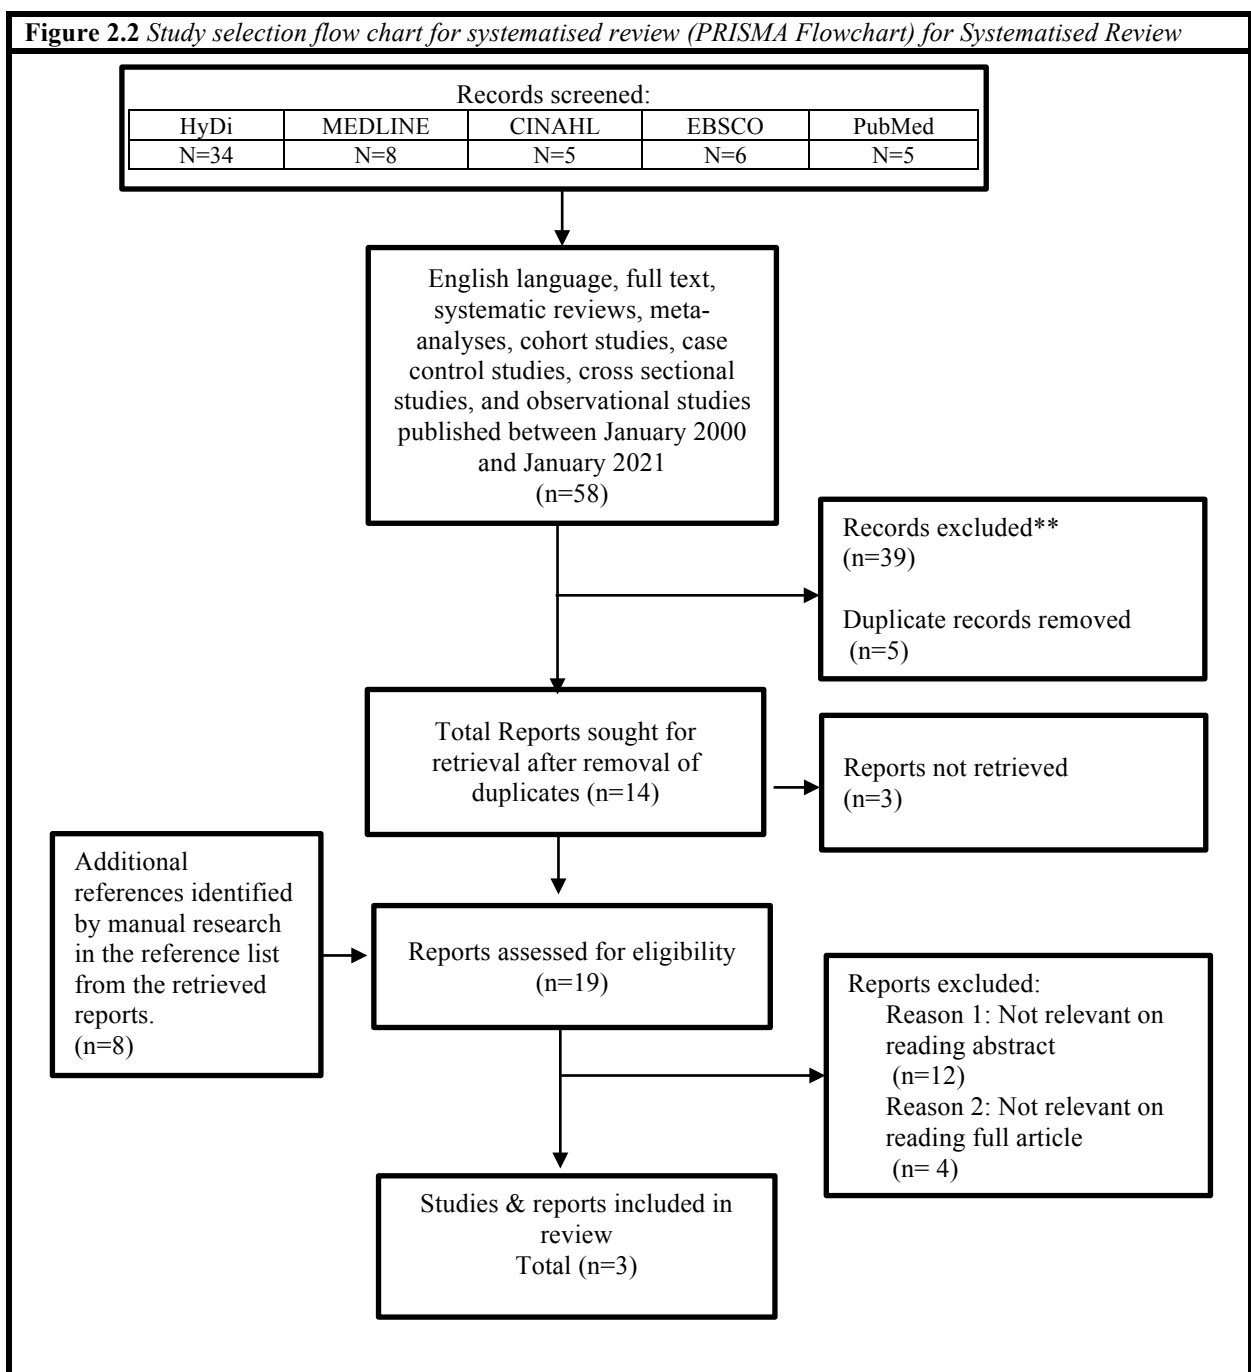 Figure 2.2 Study selection flow chart for systematised review (PRISMA Flowchart) for Systematised Review
Records screened:
HyDi MEDLINE CINAHL EBSCO PubMed
N=34 N=8 N=5 N=6 N=5
English language, full text,
systematic reviews, meta-
analyses, cohort studies, case
control studies, cross sectional
studies, and observational studies
published between January 2000
and January 2021
(n=58)
Records excluded**
(n=39)
Duplicate records removed
(n=5)
Total Reports sought for
retrieval after removal of
duplicates (n=14)
Reports not retrieved
(n=3)
Additional
references identified
by manual research
in the reference list
from the retrieved
reports.
(n=8)
Reports assessed for eligibility
(n=19)
Reports excluded:
Reason 1: Not relevant on
reading abstract
(n=12)
Reason 2: Not relevant on
reading full article
(n= 4)
Studies & reports included in
review
Total (n=3)